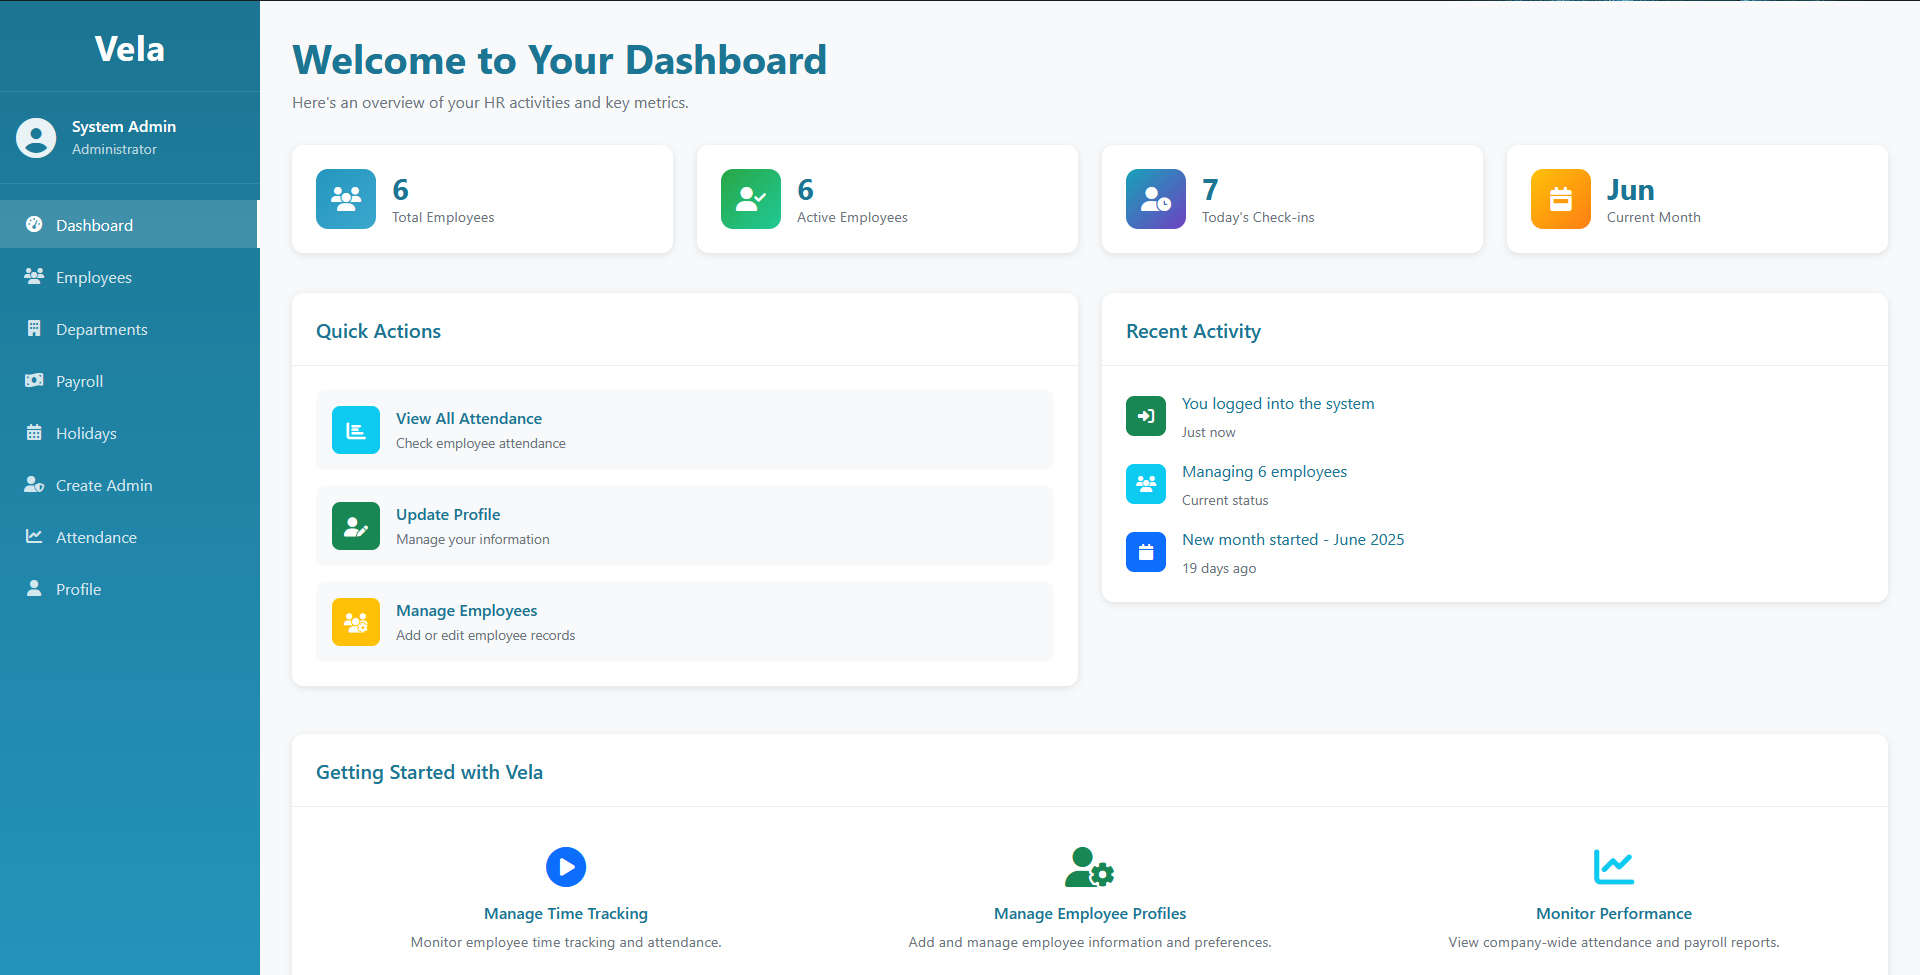 Vela
System Admin
Administrator
Dashboard
Employees
Departments
Payroll
Holidays
Create Admin
Attendance
Profile
Welcome to Your Dashboard
Here's an overview of your HR activities and key metrics.
6
Total Employees
6
Active Employees
7
Today's Check-ins
Jun
Current Month
Quick Actions
View All Attendance
Check employee attendance
Update Profile
Manage your information
Manage Employees
Add or edit employee records
Recent Activity
You logged into the system
Just now
Managing 6 employees
Current status
New month started - June 2025
19 days ago
Getting Started with Vela
Manage Time Tracking
Monitor employee time tracking and attendance.
Manage Employee Profiles
Add and manage employee information and preferences.
Monitor Performance
View company-wide attendance and payroll reports.